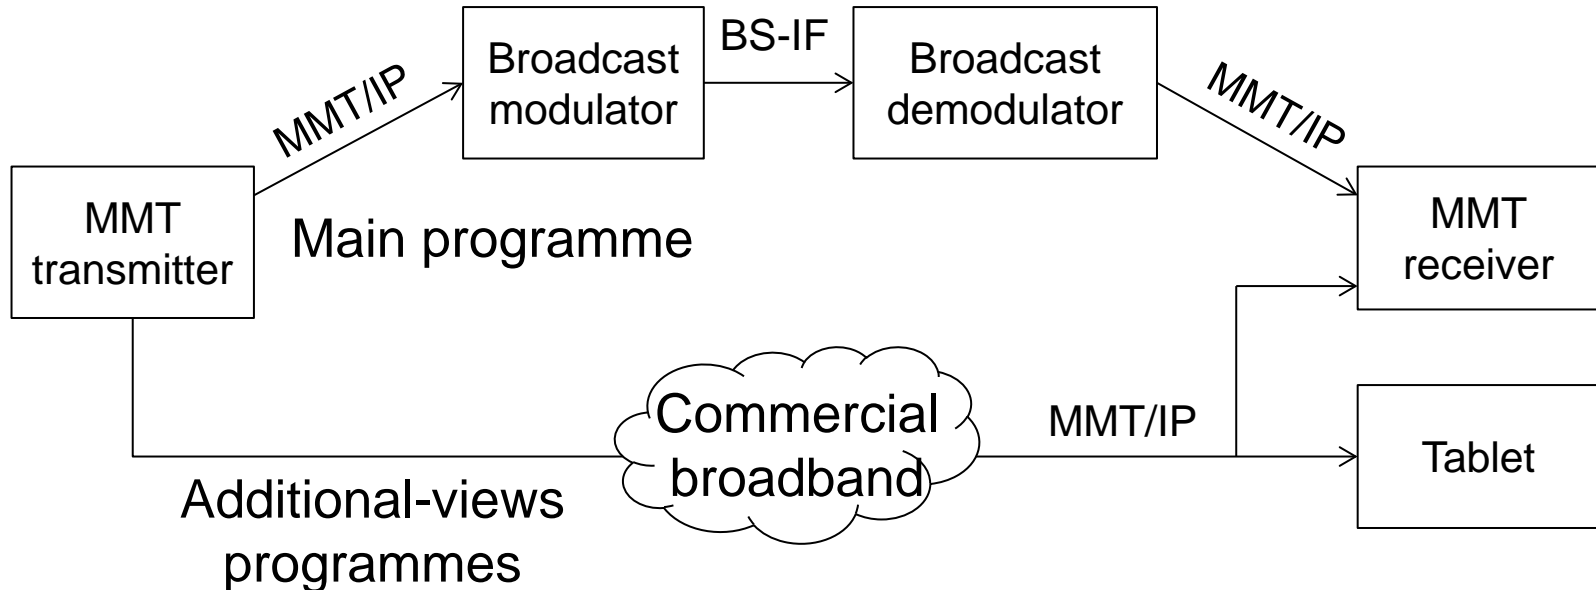 MMT
transmitter
MMT/IP
Broadcast
modulator
BS-IF
Broadcast
demodulator
MMT/IP
MMT
receiver
Main programme
Additional-views
programmes
Commercial
broadband
MMT/IP
Tablet